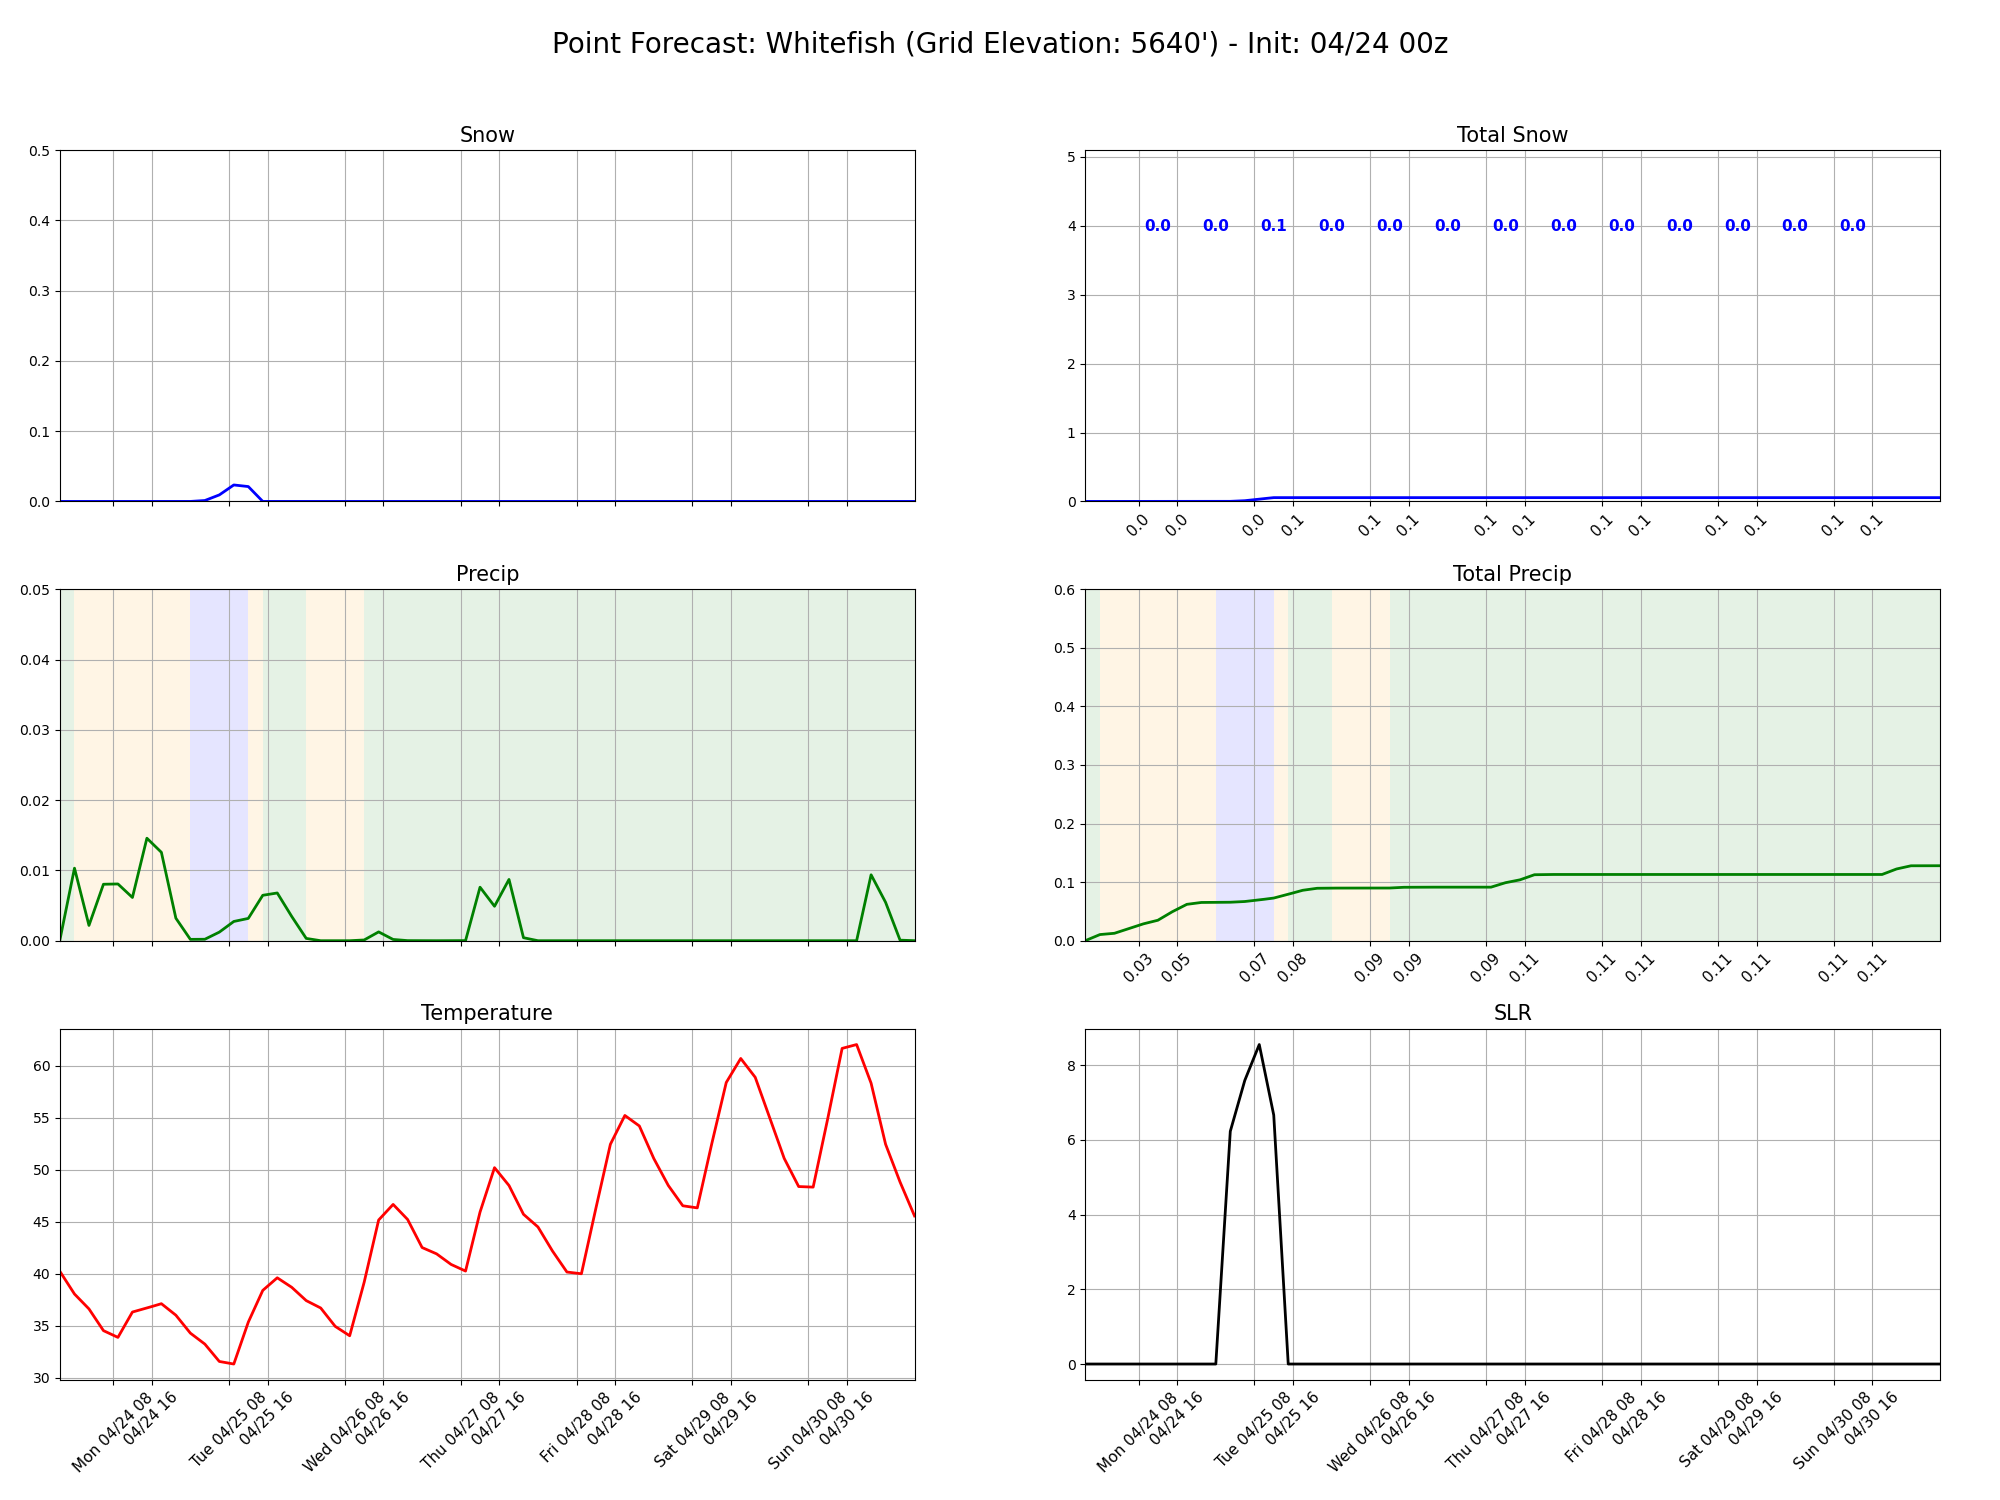 Point Forecast: Whitefish (Grid Elevation: 5640') - Init: 04/24 00z
Snow
0.5
0.4
0.3
0.2
0.1
0.0
Total Snow
5
4
3
2
1
0
0.0 0.0 0.1 0.0 0.0 0.0 0.0 0.0 0.0 0.0 0.0 0.0 0.0
0.0 0.0 0.0 0.1 0.1 0.1 0.1 0.1 0.1 0.1 0.1 0.1 0.1 0.1
Precip
0.05
0.04
0.03
0.02
0.01
0.00
Total Precip
0.6
0.5
0.4
0.3
0.2
0.1
0.0
0.03 0.05 0.07 0.08 0.09 0.09 0.09 0.11 0.11 0.11 0.11 0.11 0.11 0.11
Temperature
60
55
50
45
40
35
30
Mon 04/24 08
04/24 16
Tue 04/25 08
04/25 16
Wed 04/26 08
04/26 16
Thu 04/27 08
04/27 16
Fri 04/28 08
04/28 16
Sat 04/29 08
04/29 16
Sun 04/30 08
04/30 16
SLR
8
6
4
2
0
Mon 04/24 08
04/24 16
Tue 04/25 08
04/25 16
Wed 04/26 08
04/26 16
Thu 04/27 08
04/27 16
Fri 04/28 08
04/28 16
Sat 04/29 08
04/29 16
Sun 04/30 08
04/30 16